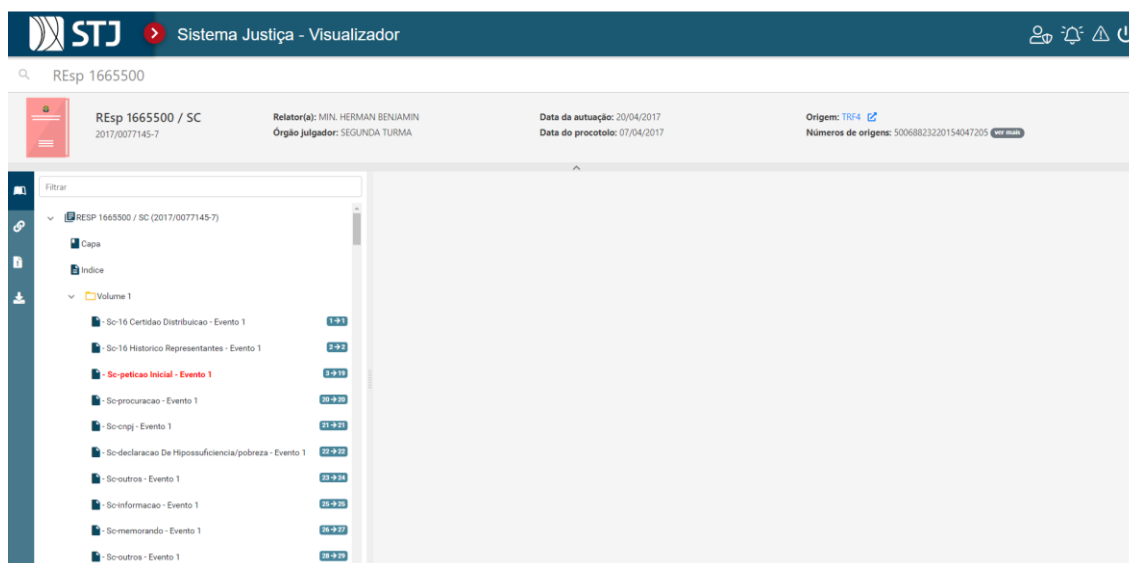 STJ
Sistema Justiça - Visualizador
REsp 1665500
REsp 1665500 / SC
2017/0077145-7
Relator(a): MIN. HERMAN BENJAMIN
Órgão julgador: SEGUNDA TURMA
Data da autuação: 20/04/2017
Data do procotolo: 07/04/2017
Origem: TRF4
Números de origens: 50068823220154047205 ver mais
Filtrar
RESP 1665500 / SC (2017/0077145-7)
Capa
Indice
Volume 1
- Sc-16 Certidao Distribuicao - Evento 1 1→1
- Sc-16 Historico Representantes - Evento 1 2→2
- Sc-peticao Inicial - Evento 1 3→19
- Sc-procuracao - Evento 1 20→20
- Sc-cnpj - Evento 1 21→21
- Sc-declaracao De Hipossuficiencia/pobreza - Evento 1 22→22
- Sc-outros - Evento 1 23→24
- Sc-informacao - Evento 1 25→25
- Sc-memorando - Evento 1 26→27
- Sc-outros - Evento 1 28→29